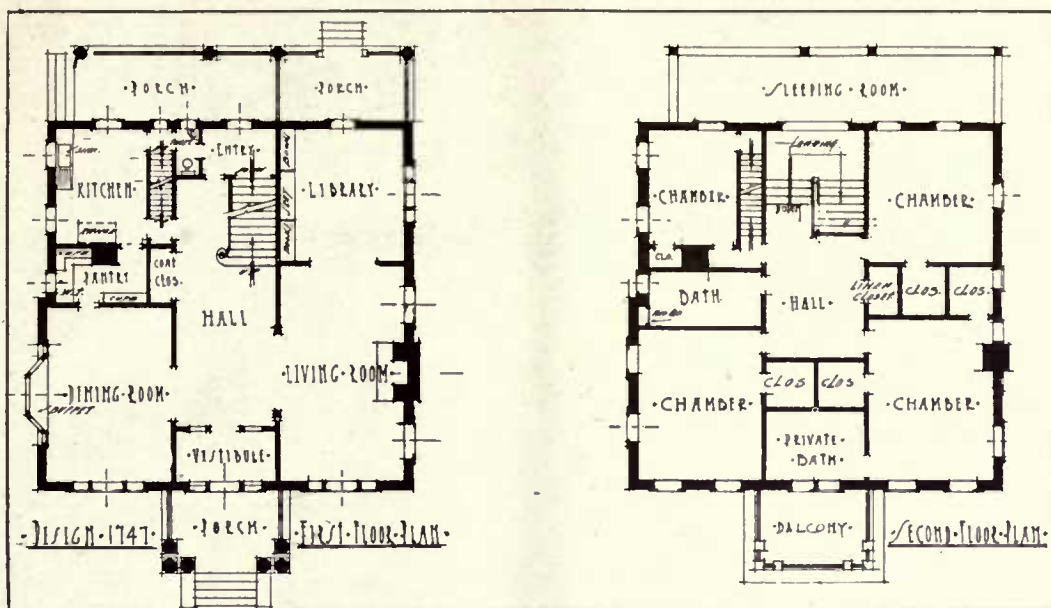 ·PORCH·
·PORCH·
·ENTRY·
KITCHEN·
·LIBRARY·
PANTRY
COAT
CLOS.
HALL
·DINING·ROOM·
·LIVING·ROOM·
·VESTIBULE·
·PORCH·
·DESIGN·1747·
·FIRST·FLOOR·PLAN·
·SLEEPING·ROOM·
·LANDING·
·CHAMBER·
·CHAMBER·
CLO.
·BATH·
·HALL·
LINEN
CLOSET
CLOS.
CLOS.
CLOS
CLOS
·CHAMBER·
·CHAMBER·
·PRIVATE·
·BATH·
·BALCONY·
·SECOND·FLOOR·PLAN·